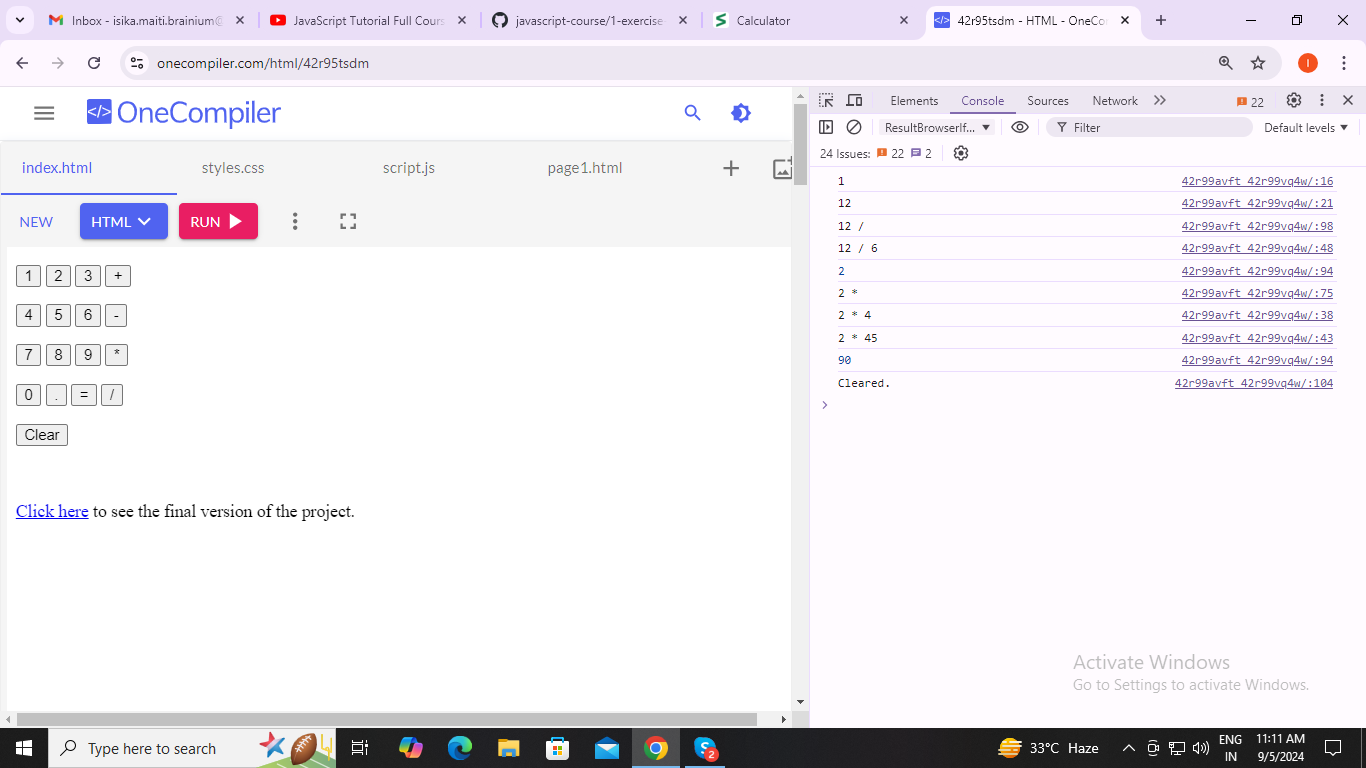 Inbox - isika.maiti.brainium@
JavaScript Tutorial Full Cours
javascript-course/1-exercise-
Calculator
42r95tsdm - HTML - OneCo
onecompiler.com/html/42r95tsdm
I
OneCompiler
index.html styles.css script.js page1.html
NEW HTML RUN
1 2 3 +
4 5 6 -
7 8 9 *
0 . = /
Clear
Click here to see the final version of the project.
Elements Console Sources Network 22
ResultBrowserIf... Filter Default levels
24 Issues: 22 2
1 42r99avft_42r99vq4w/:16
12 42r99avft_42r99vq4w/:21
12 / 42r99avft_42r99vq4w/:98
12 / 6 42r99avft_42r99vq4w/:48
2 42r99avft_42r99vq4w/:94
2 * 42r99avft_42r99vq4w/:75
2 * 4 42r99avft_42r99vq4w/:38
2 * 45 42r99avft_42r99vq4w/:43
90 42r99avft_42r99vq4w/:94
Cleared. 42r99avft_42r99vq4w/:104
Activate Windows
Go to Settings to activate Windows.
Type here to search
2
33°C Haze
ENG
IN
11:11 AM
9/5/2024